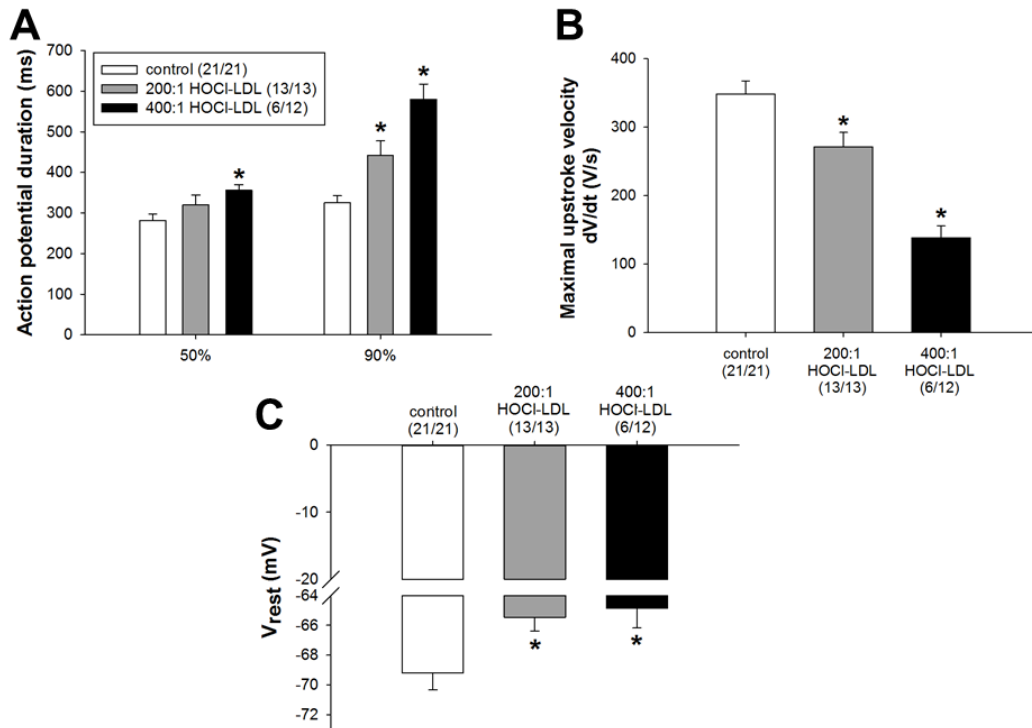 A
Action potential duration (ms)
700
600
500
400
300
200
100
0
control (21/21)
200:1 HOCl-LDL (13/13)
400:1 HOCl-LDL (6/12)
*
*
*
50%
90%
B
Maximal upstroke velocity
dV/dt (V/s)
400
300
200
100
0
*
*
control
(21/21)
200:1
HOCl-LDL
(13/13)
400:1
HOCl-LDL
(6/12)
C
control
(21/21)
200:1
HOCl-LDL
(13/13)
400:1
HOCl-LDL
(6/12)
Vrest (mV)
0
-10
-20
-64
-66
-68
-70
-72
*
*